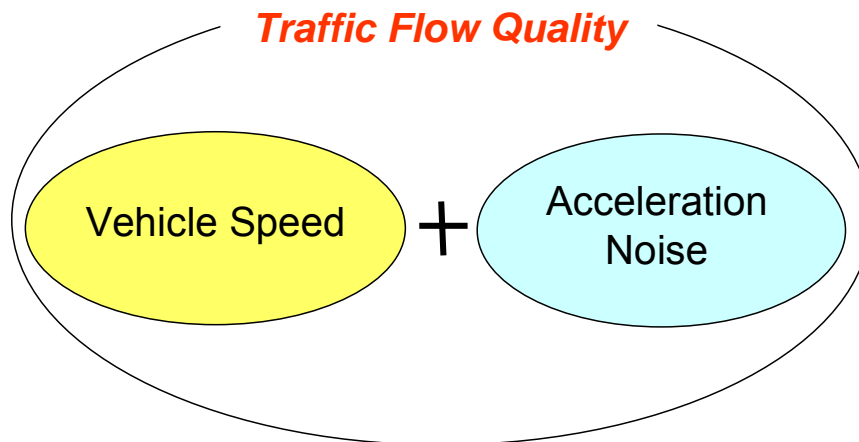 Traffic Flow Quality
Vehicle Speed
+
Acceleration
Noise